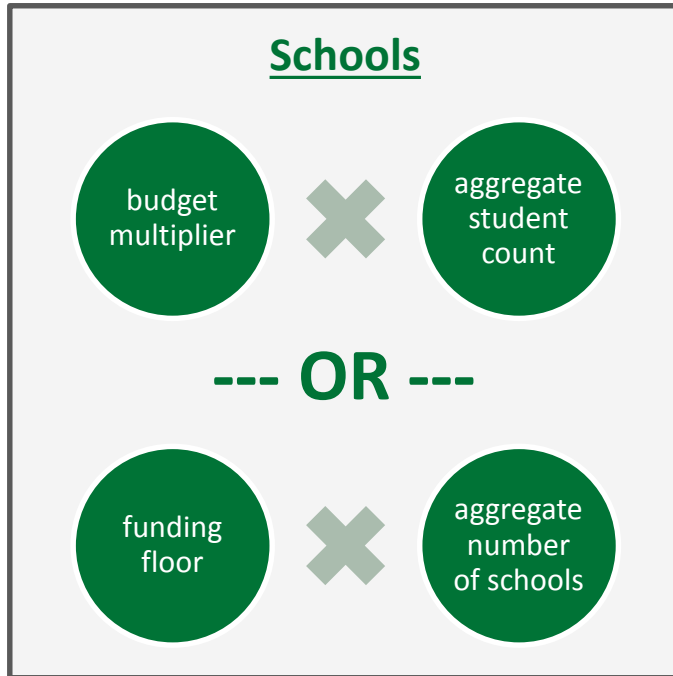 Schools
budget
multiplier
aggregate
student
count
--- OR ---
funding
floor
aggregate
number
of schools